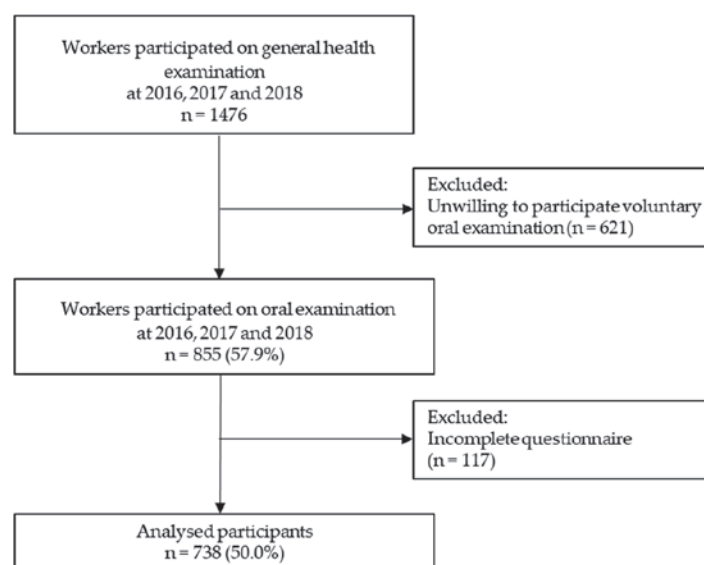 Workers participated on general health
examination
at 2016, 2017 and 2018
n = 1476
Excluded:
Unwilling to participate voluntary
oral examination (n = 621)
Workers participated on oral examination
at 2016, 2017 and 2018
n = 855 (57.9%)
Excluded:
Incomplete questionnaire
(n = 117)
Analysed participants
n = 738 (50.0%)